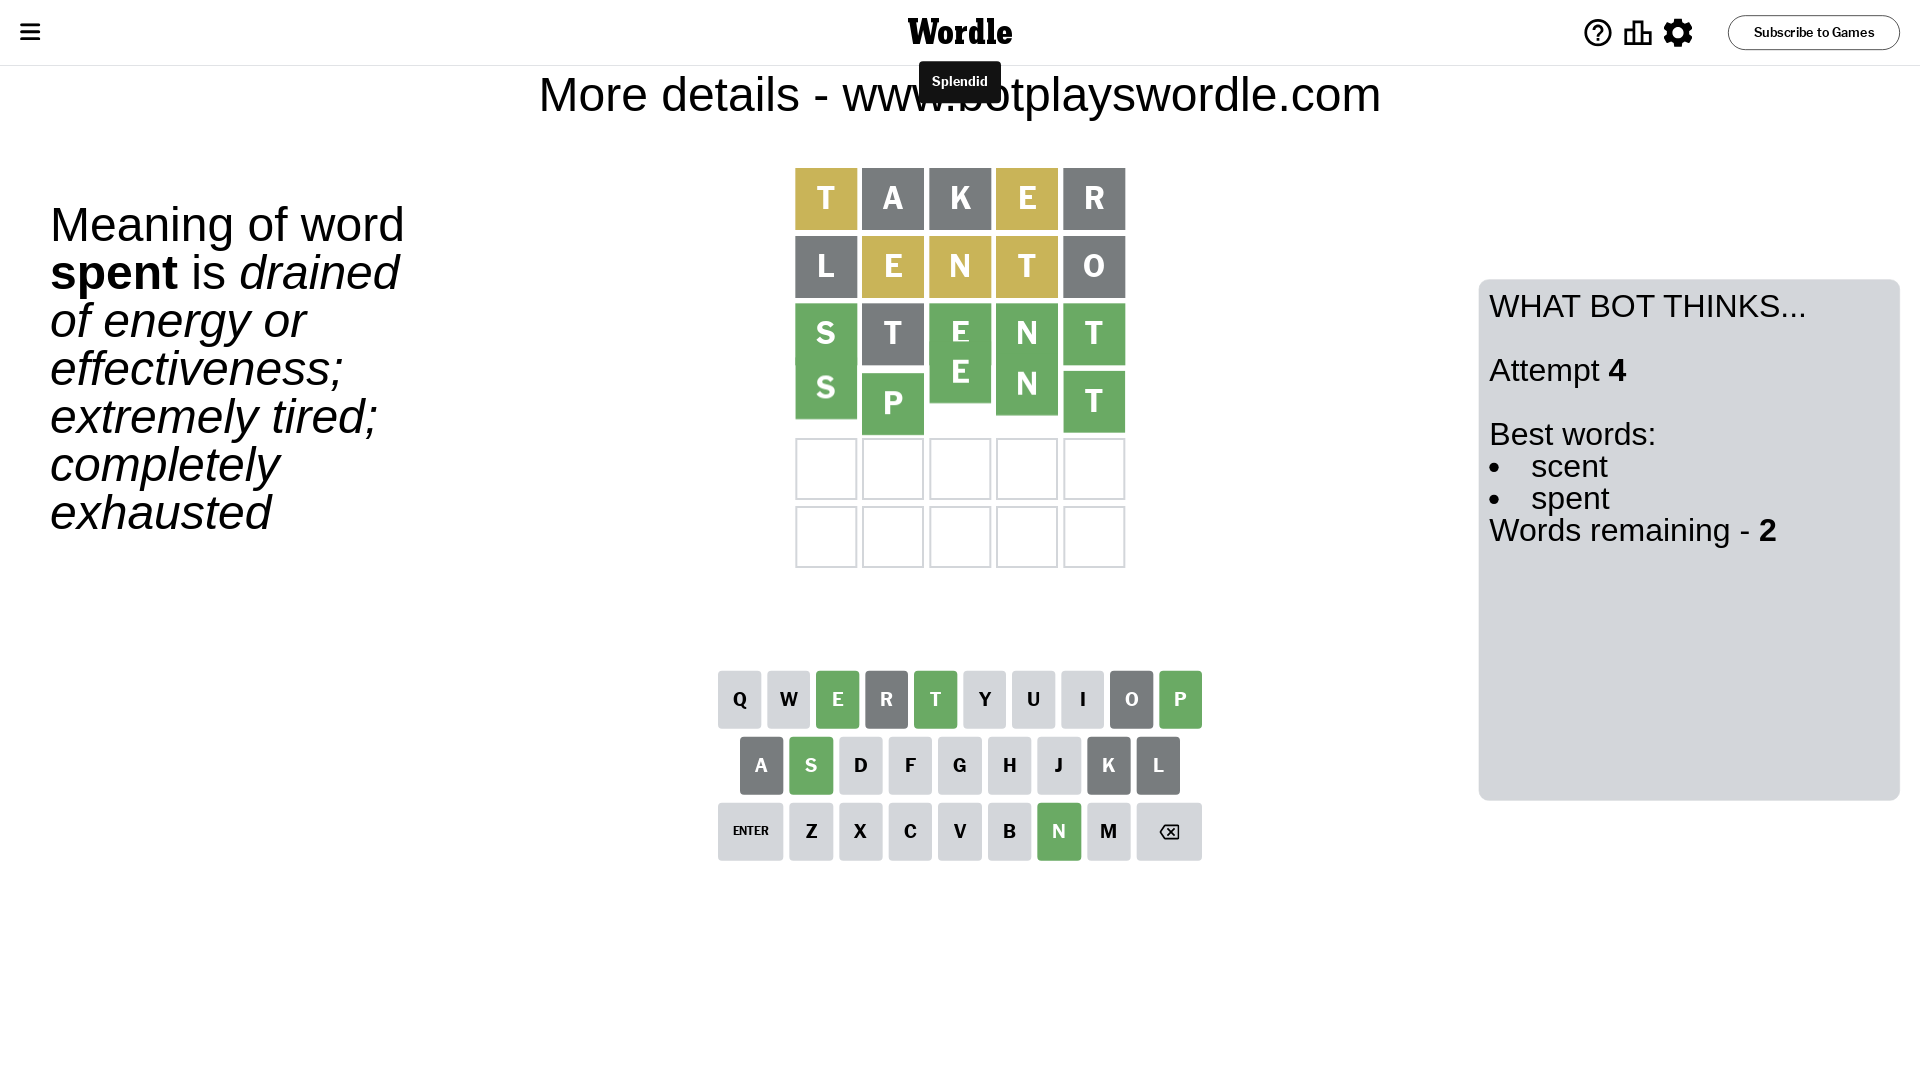 Wordle
Subscribe to Games
Splendid
More details - www.botplayswordle.com
Meaning of word
spent is drained
of energy or
effectiveness;
extremely tired;
completely
exhausted
T A K E R
L E N T O
S T E N T
S P E N T
WHAT BOT THINKS...
Attempt 4
Best words:
• scent
• spent
Words remaining - 2
Q W E R T Y U I O P
A S D F G H J K L
ENTER Z X C V B N M